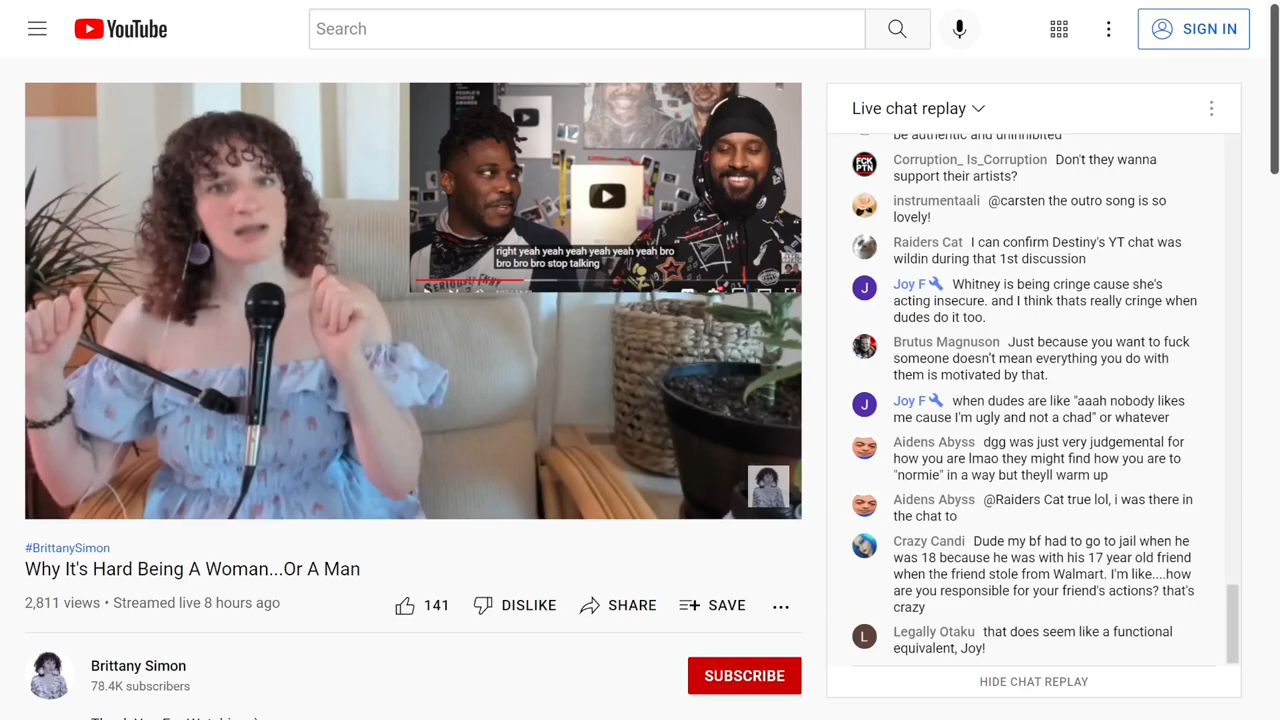 YouTube
Search
SIGN IN
PEOPLE'S
CHOICE
right yeah yeah yeah yeah yeah yeah bro
bro bro bro stop talking
#BrittanySimon
Why It's Hard Being A Woman...Or A Man
2,811 views • Streamed live 8 hours ago
141
DISLIKE
SHARE
SAVE
Brittany Simon
78.4K subscribers
SUBSCRIBE
Live chat replay
be authentic and uninhibited
FCK
PTN
Corruption_ Is_Corruption Don't they wanna
support their artists?
instrumentaali @carsten the outro song is so
lovely!
Raiders Cat I can confirm Destiny's YT chat was
wildin during that 1st discussion
J
Joy F Whitney is being cringe cause she's
acting insecure. and I think thats really cringe when
dudes do it too.
Brutus Magnuson Just because you want to fuck
someone doesn't mean everything you do with
them is motivated by that.
J
Joy F when dudes are like "aaah nobody likes
me cause I'm ugly and not a chad" or whatever
Aidens Abyss dgg was just very judgemental for
how you are lmao they might find how you are to
"normie" in a way but theyll warm up
Aidens Abyss @Raiders Cat true lol, i was there in
the chat to
Crazy Candi Dude my bf had to go to jail when he
was 18 because he was with his 17 year old friend
when the friend stole from Walmart. I'm like....how
are you responsible for your friend's actions? that's
crazy
L
Legally Otaku that does seem like a functional
equivalent, Joy!
HIDE CHAT REPLAY